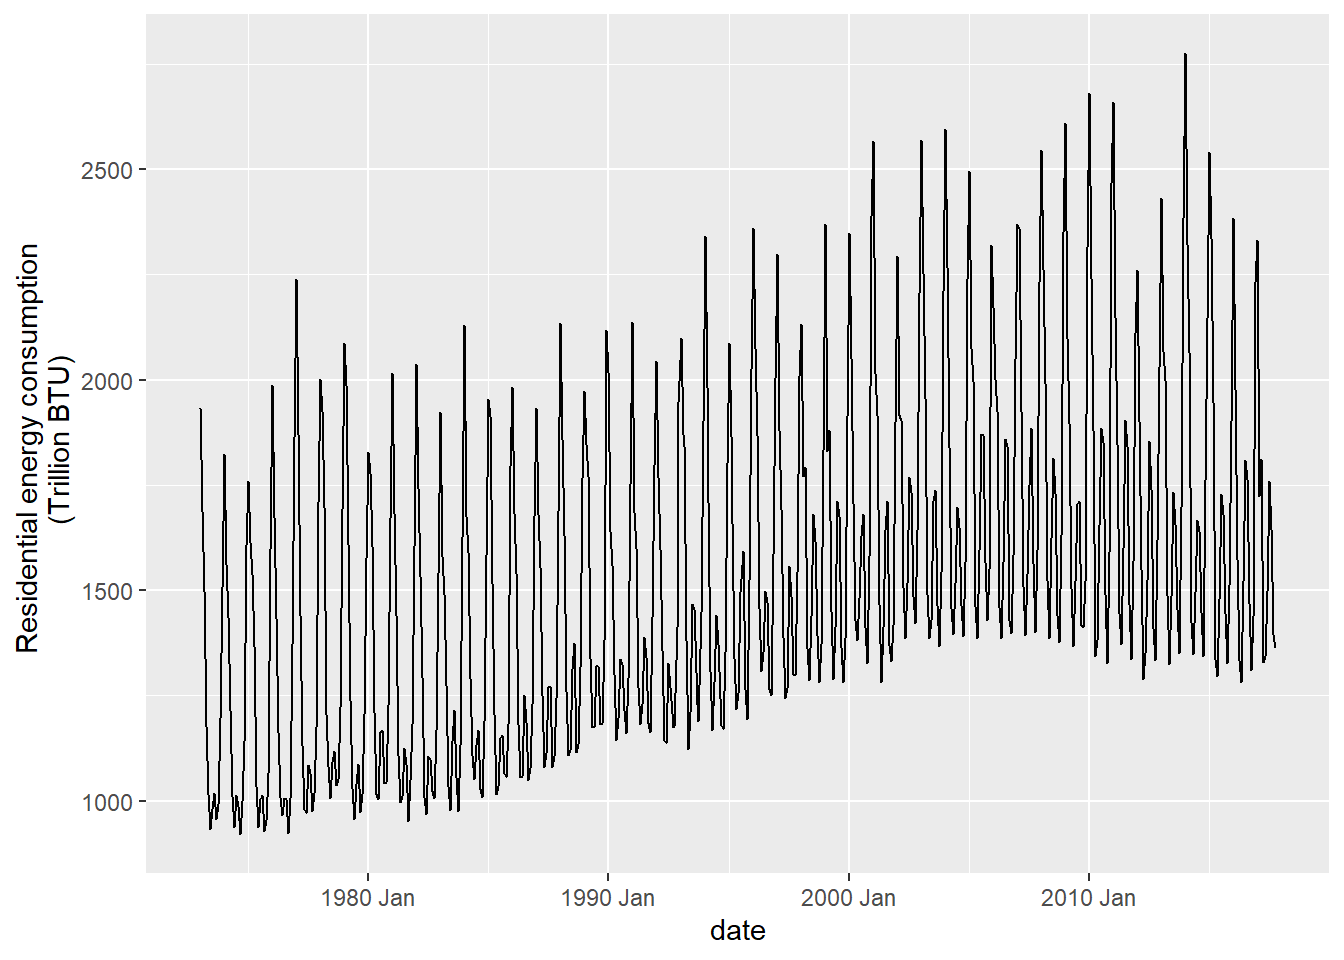 Residential energy consumption
(Trillion BTU)
2500
2000
1500
1000
1980 Jan
1990 Jan
2000 Jan
2010 Jan
date